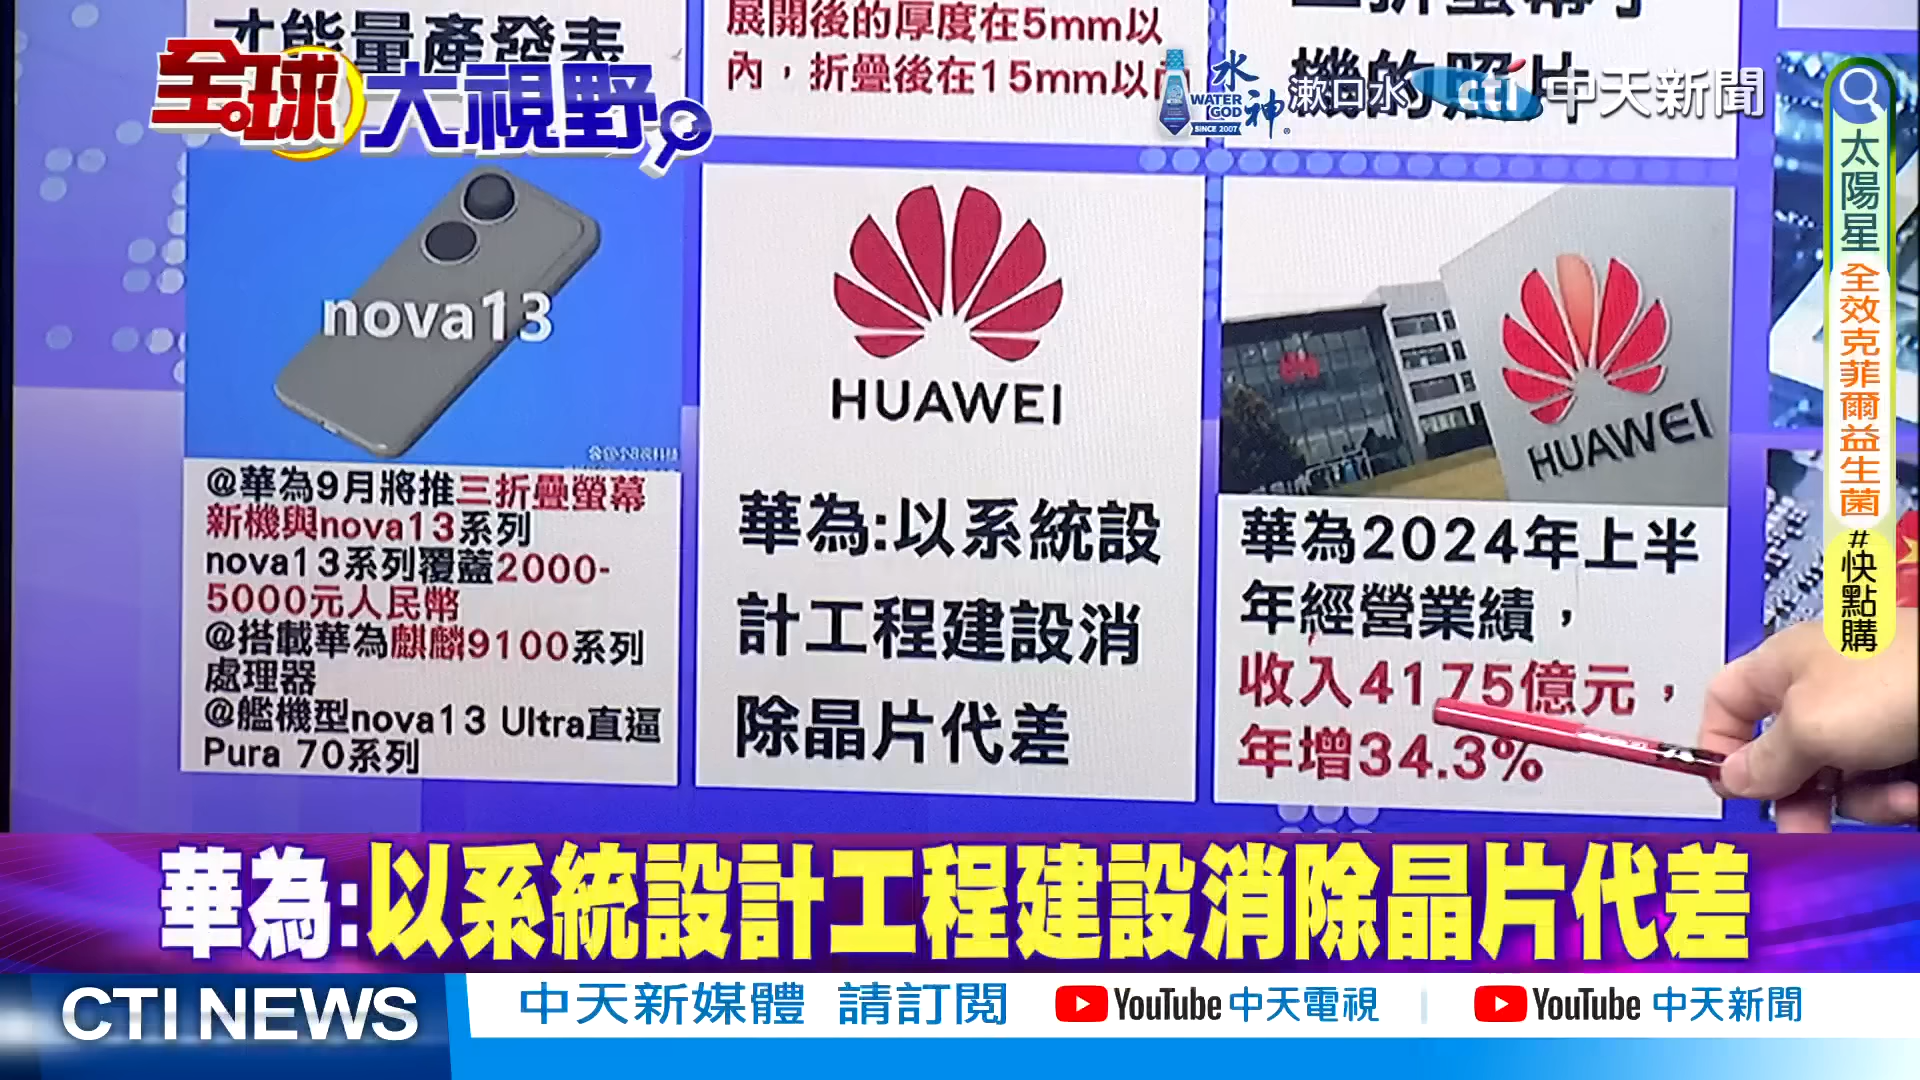 才能量產發表
展開後的厚度在5mm以
內，折疊後在15mm以內
機的照片
全球大視野
WATER GOD
SINCE 2007
水神
漱口水
cti 中天新聞
太陽星 全效克菲爾益生菌 #快點購
nova13
@華為9月將推三折疊螢幕
新機與nova13系列
nova13系列覆蓋2000-
5000元人民幣
@搭載華為麒麟9100系列
處理器
@艦機型nova13 Ultra直逼
Pura 70系列
HUAWEI
華為:以系統設
計工程建設消
除晶片代差
HUAWEI
華為2024年上半
年經營業績，
收入4175億元，
年增34.3%
華為:以系統設計工程建設消除晶片代差
CTI NEWS
中天新媒體 請訂閱
YouTube 中天電視
YouTube 中天新聞